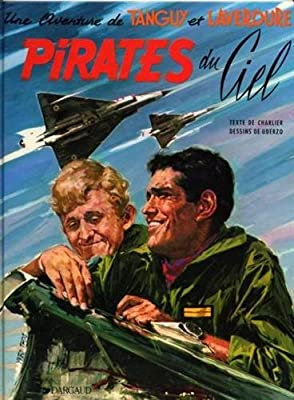 Une Aventure de TANGUY et LAVERDURE
PIRATES du Ciel
TEXTE DE CHARLIER
DESSINS DE UDERZO
DARGAUD